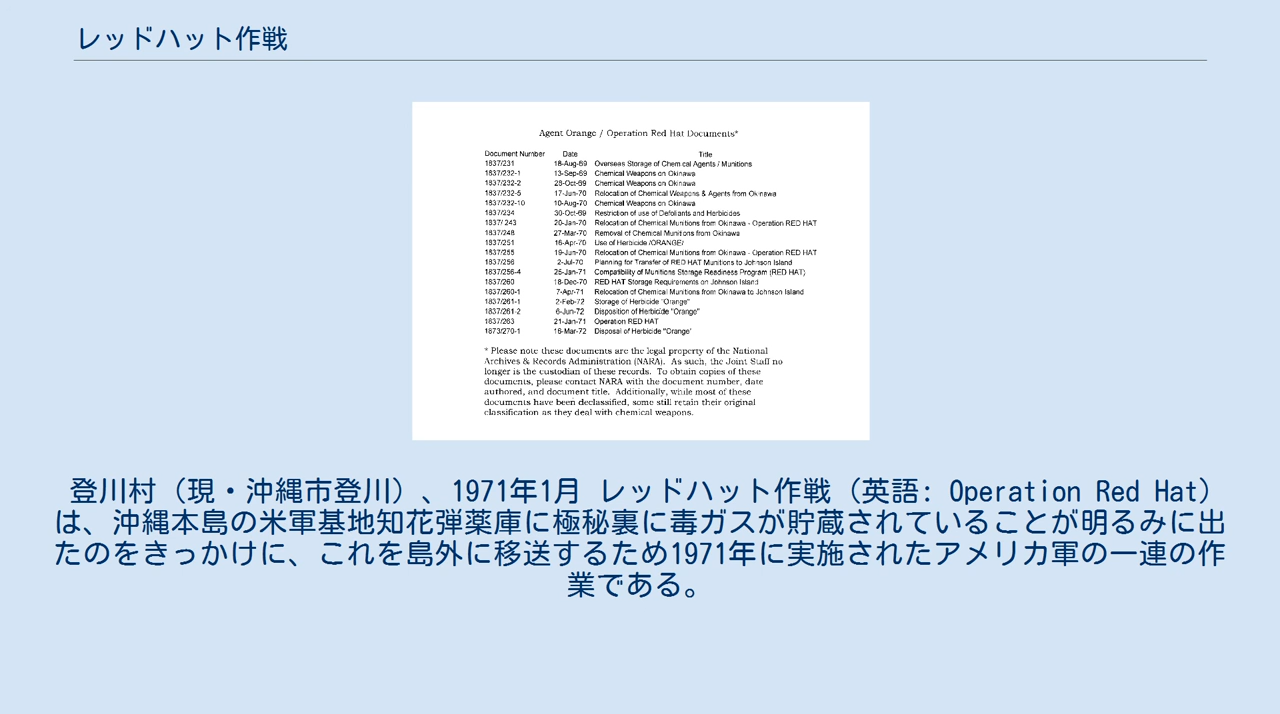 レッドハット作戦
Agent Orange / Operation Red Hat Documents*
Document Number Date Title
1837/231 18-Aug-69 Oversees Storage of Chemical Agents / Munitions
1837/232-1 13-Sep-69 Chemical Weapons on Okinawa
1837/232-2 28-Oct-69 Chemical Weapons on Okinawa
1837/232-5 17-Jun-70 Relocation of Chemical Weapons & Agents from Okinawa
1837/232-10 10-Aug-70 Chemical Weapons on Okinawa
1837/234 30-Oct-69 Restriction of use of Defoliants and Herbicides
1837/ 243 20-Jan-70 Relocation of Chemical Munitions from Okinawa - Operation RED HAT
1837/248 27-Mar-70 Removal of Chemical Munitions from Okinawa
1837/251 16-Apr-70 Use of Herbicide /ORANGE/
1837/255 19-Jun-70 Relocation of Chemical Munitions from Okinawa - Operation RED HAT
1837/256 2-Jul-70 Planning for Transfer of RED HAT Munitions to Johnson Island
1837/256-4 25-Jan-71 Compatibility of Munitions Storage Readiness Program (RED HAT)
1837/260 18-Dec-70 RED HAT Storage Requirements on Johnson Island
1837/260-1 7-Apr-71 Relocation of Chemical Munitions from Okinawa to Johnson Island
1837/261-1 2-Feb-72 Storage of Herbicide "Orange"
1837/261-2 6-Jun-72 Disposition of Herbicide "Orange"
1837/263 21-Jan-71 Operation RED HAT
1873/270-1 16-Mar-72 Disposal of Herbicide "Orange'
* Please note these documents are the legal property of the National
Archives & Records Administration (NARA). As such, the Joint Staff no
longer is the custodian of these records. To obtain copies of these
documents, please contact NARA with the document number, date
authored, and document title. Additionally, while most of these
documents have been declassified, some still retain their original
classification as they deal with chemical weapons.
登川村（現・沖縄市登川）、1971年1月 レッドハット作戦（英語: Operation Red Hat）
は、沖縄本島の米軍基地知花弾薬庫に極秘裏に毒ガスが貯蔵されていることが明るみに出
たのをきっかけに、これを島外に移送するため1971年に実施されたアメリカ軍の一連の作
業である。